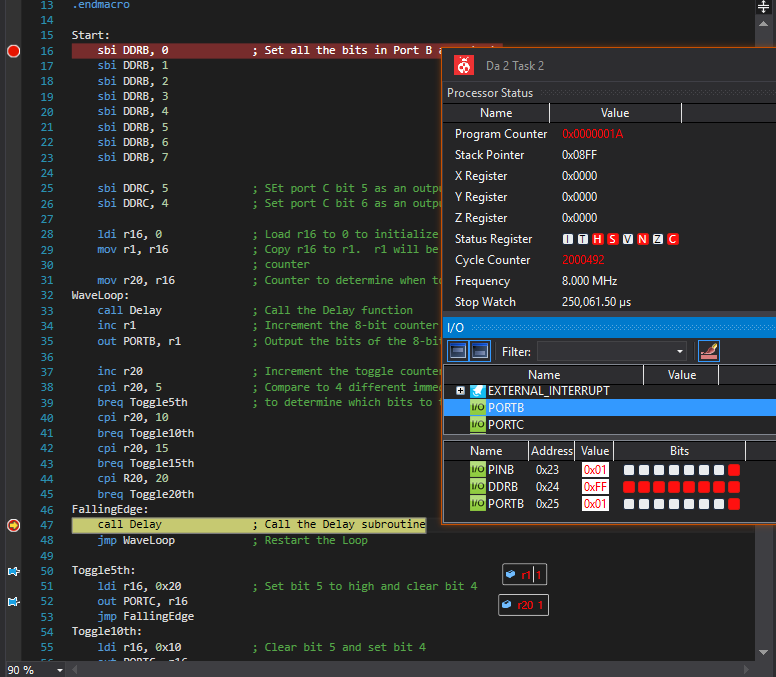 13 .endmacro
14
15 Start:
16 sbi DDRB, 0 ; Set all the bits in Port B
17 sbi DDRB, 1
18 sbi DDRB, 2
19 sbi DDRB, 3
20 sbi DDRB, 4
21 sbi DDRB, 5
22 sbi DDRB, 6
23 sbi DDRB, 7
24
25 sbi DDRC, 5 ; SEt port C bit 5 as an outpu
26 sbi DDRC, 4 ; Set port C bit 6 as an outpu
27
28 ldi r16, 0 ; Load r16 to 0 to initialize
29 mov r1, r16 ; Copy r16 to r1. r1 will be
30 ; counter
31 mov r20, r16 ; Counter to determine when to
32 WaveLoop:
33 call Delay ; Call the Delay function
34 inc r1 ; Increment the 8-bit counter
35 out PORTB, r1 ; Output the bits of the 8-bit
36
37 inc r20 ; Increment the toggle counter
38 cpi r20, 5 ; Compare to 4 different immed
39 breq Toggle5th ; to determine which bits to t
40 cpi r20, 10
41 breq Toggle10th
42 cpi r20, 15
43 breq Toggle15th
44 cpi R20, 20
45 breq Toggle20th
46 FallingEdge:
47 call Delay ; Call the Delay subroutine
48 jmp WaveLoop ; Restart the Loop
49
50 Toggle5th:
51 ldi r16, 0x20 ; Set bit 5 to high and clear bit 4
52 out PORTC, r16
53 jmp FallingEdge
54 Toggle10th:
55 ldi r16, 0x10 ; Clear bit 5 and set bit 4
56 out PORTC, r16
r1 1
r20 1
90 %
Da 2 Task 2
Processor Status
Name Value
Program Counter 0x0000001A
Stack Pointer 0x08FF
X Register 0x0000
Y Register 0x0000
Z Register 0x0000
Status Register I T H S V N Z C
Cycle Counter 2000492
Frequency 8.000 MHz
Stop Watch 250,061.50 µs
I/O
Filter:
Name Value
EXTERNAL_INTERRUPT
I/O PORTB
I/O PORTC
Name Address Value Bits
I/O PINB 0x23 0x01
I/O DDRB 0x24 0xFF
I/O PORTB 0x25 0x01